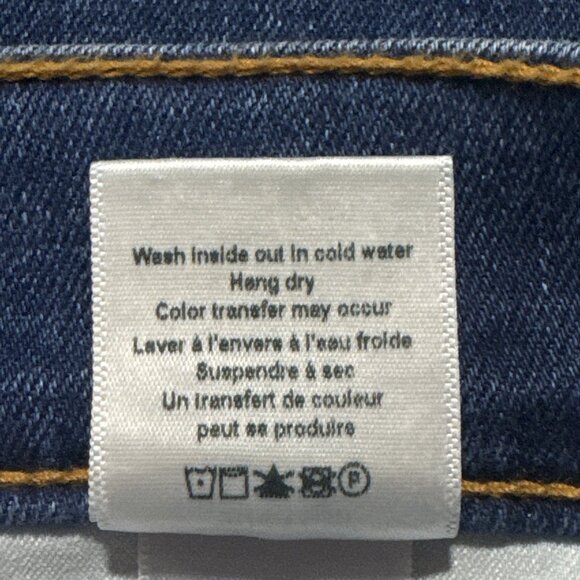 Wash inside out in cold water
Hang dry
Color transfer may occur
Laver à l'envers à l'eau froide
Suspendre à sec
Un transfert de couleur
peut se produire
P